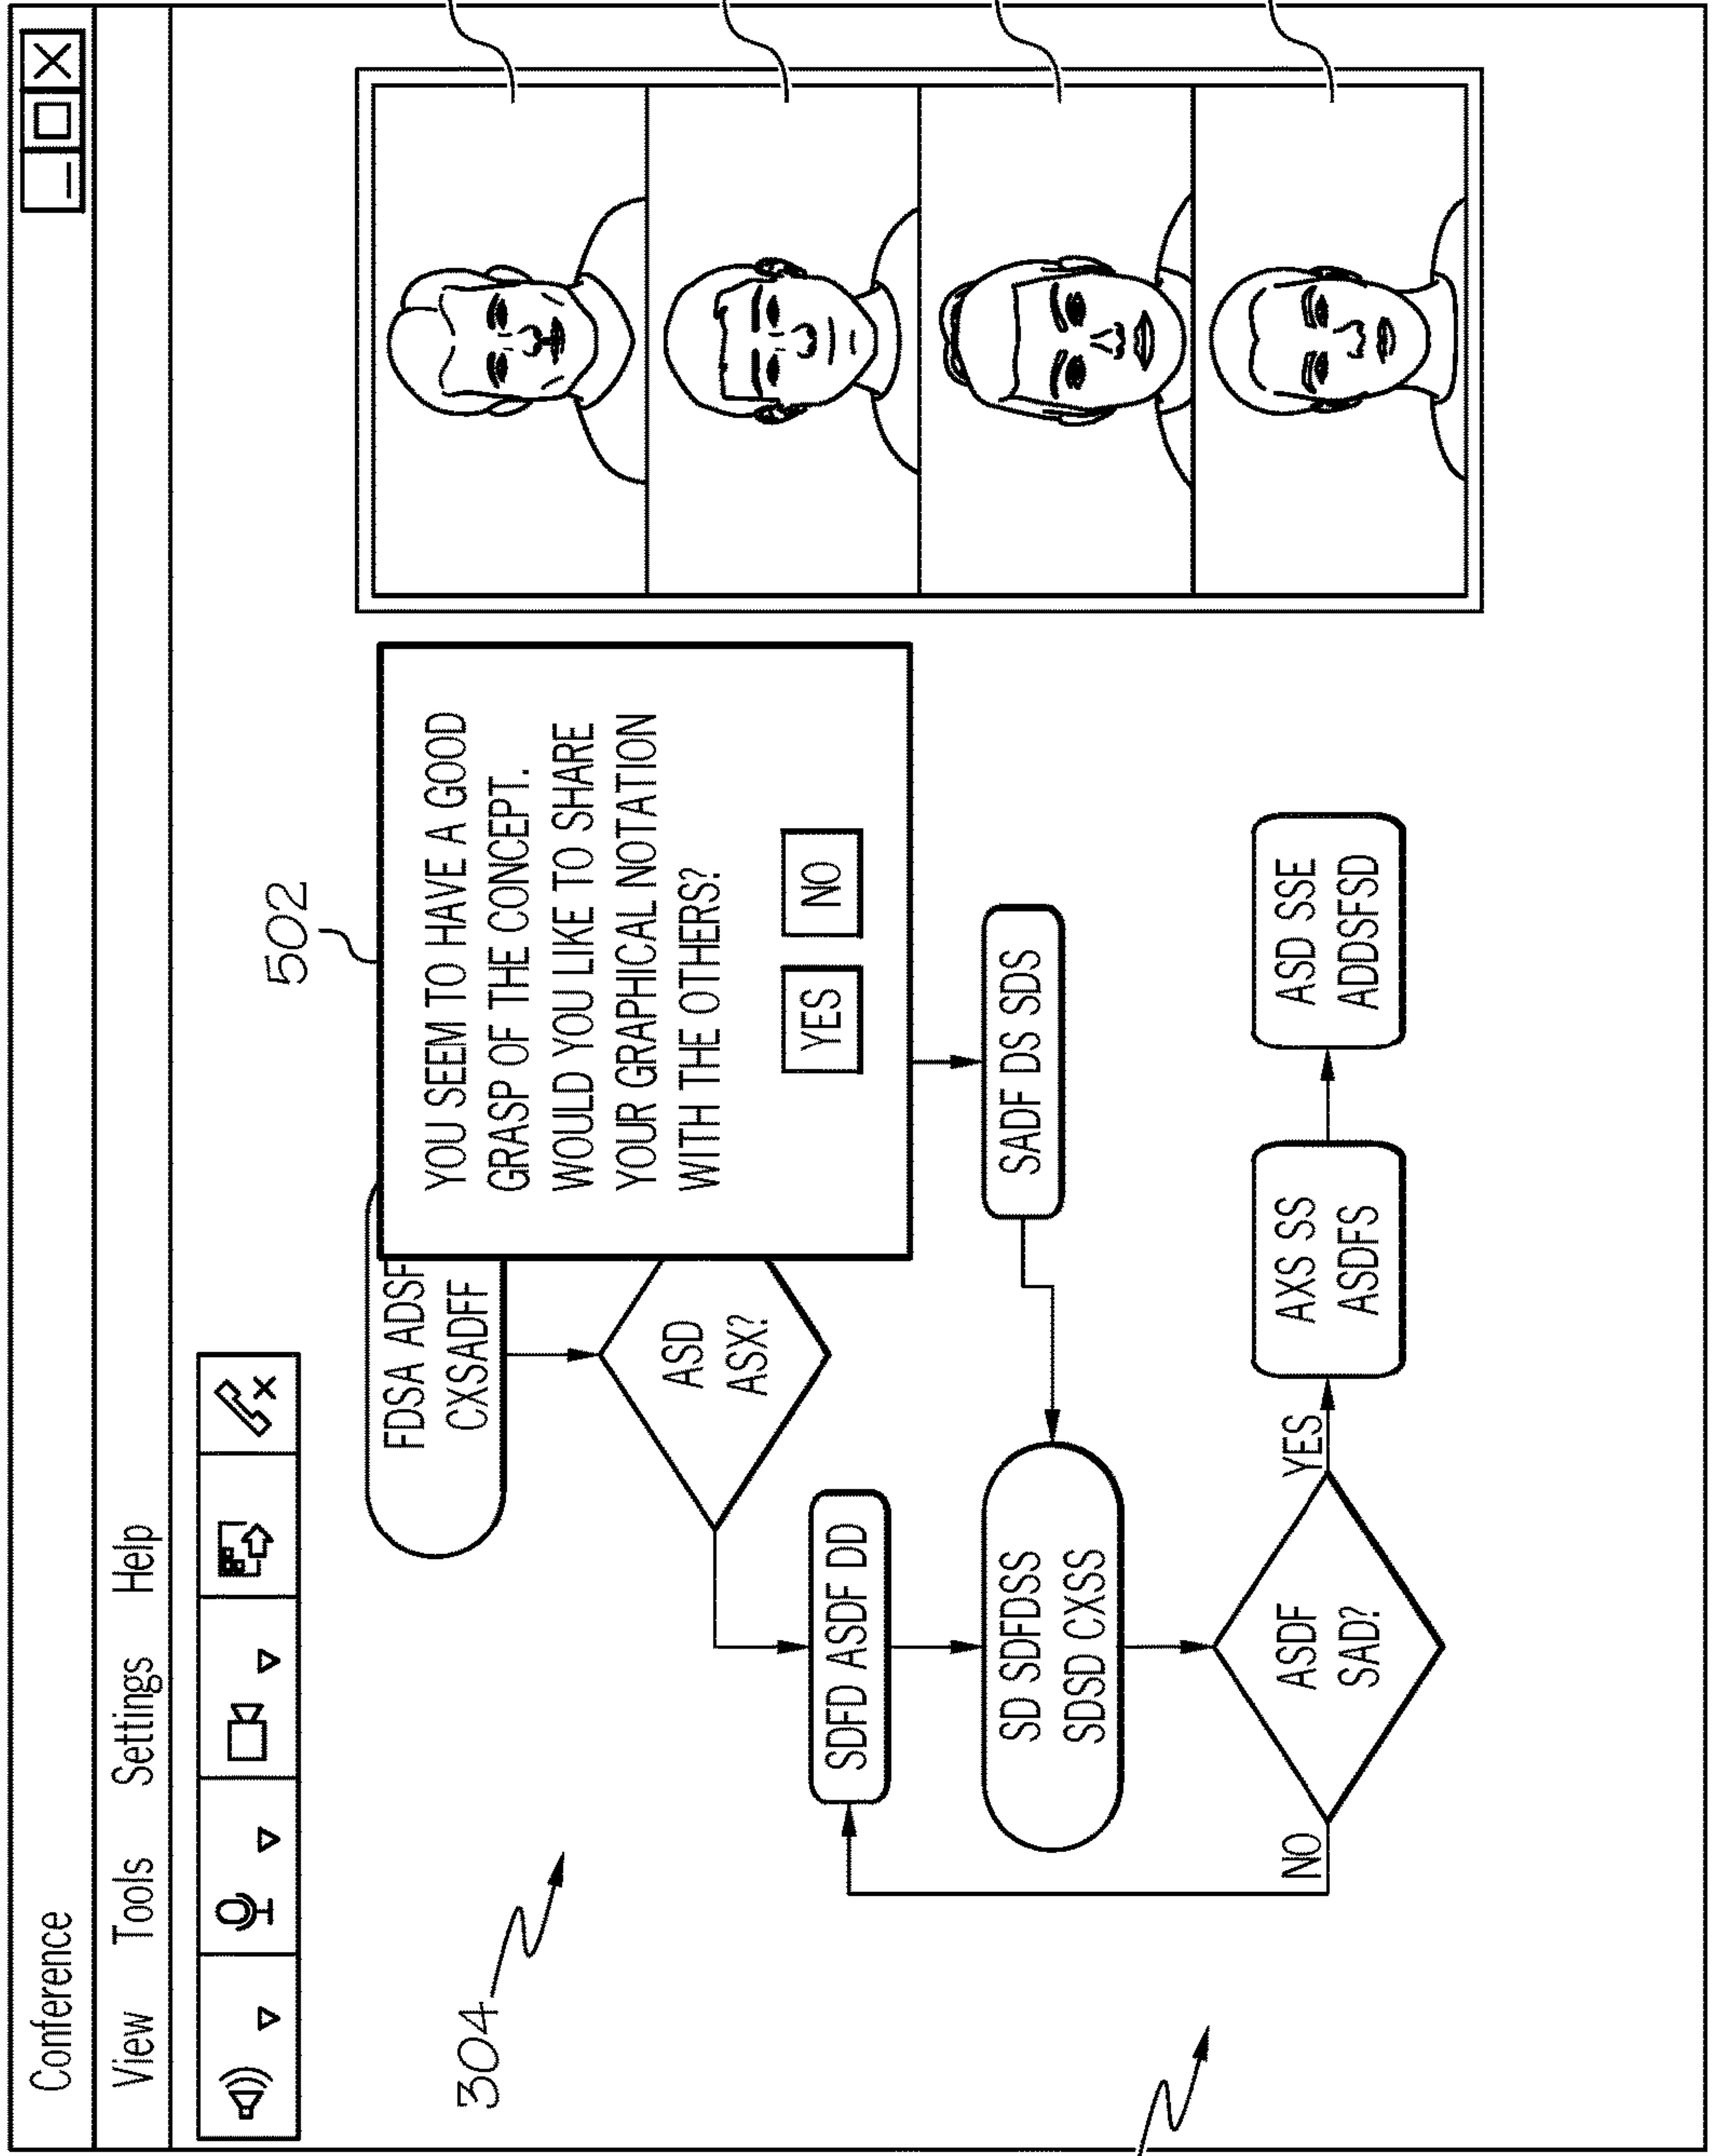 Conference
View Tools Settings Help
304
502
FDSA ADSF
CXSADFF
YOU SEEM TO HAVE A GOOD
GRASP OF THE CONCEPT.
WOULD YOU LIKE TO SHARE
YOUR GRAPHICAL NOTATION
WITH THE OTHERS?
YES NO
ASD
ASX?
SDFD ASDF DD
SADF DS SDS
SD SDFDSS
SDSD CXSS
ASDF
SAD?
NO
YES
AXS SS
ASDFS
ASD SSE
ADDSFSD